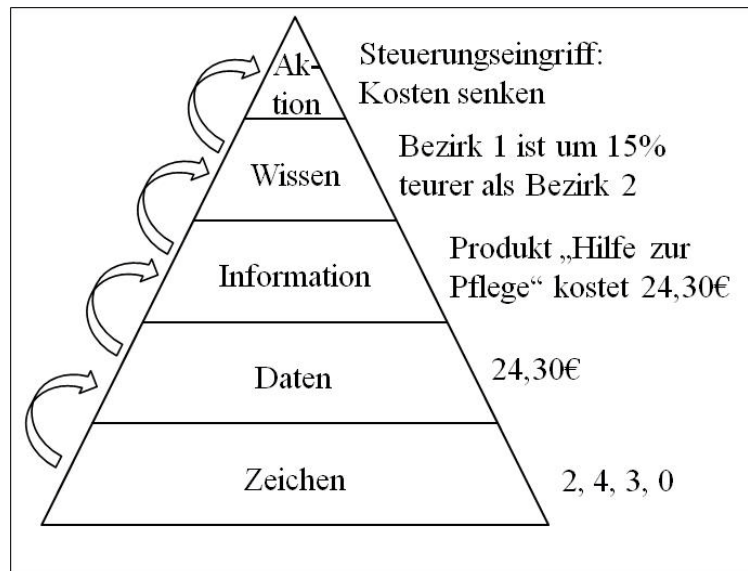 Ak-
tion
Steuerungseingriff:
Kosten senken
Wissen
Bezirk 1 ist um 15%
teurer als Bezirk 2
Information
Produkt „Hilfe zur
Pflege“ kostet 24,30€
Daten
24,30€
Zeichen
2, 4, 3, 0